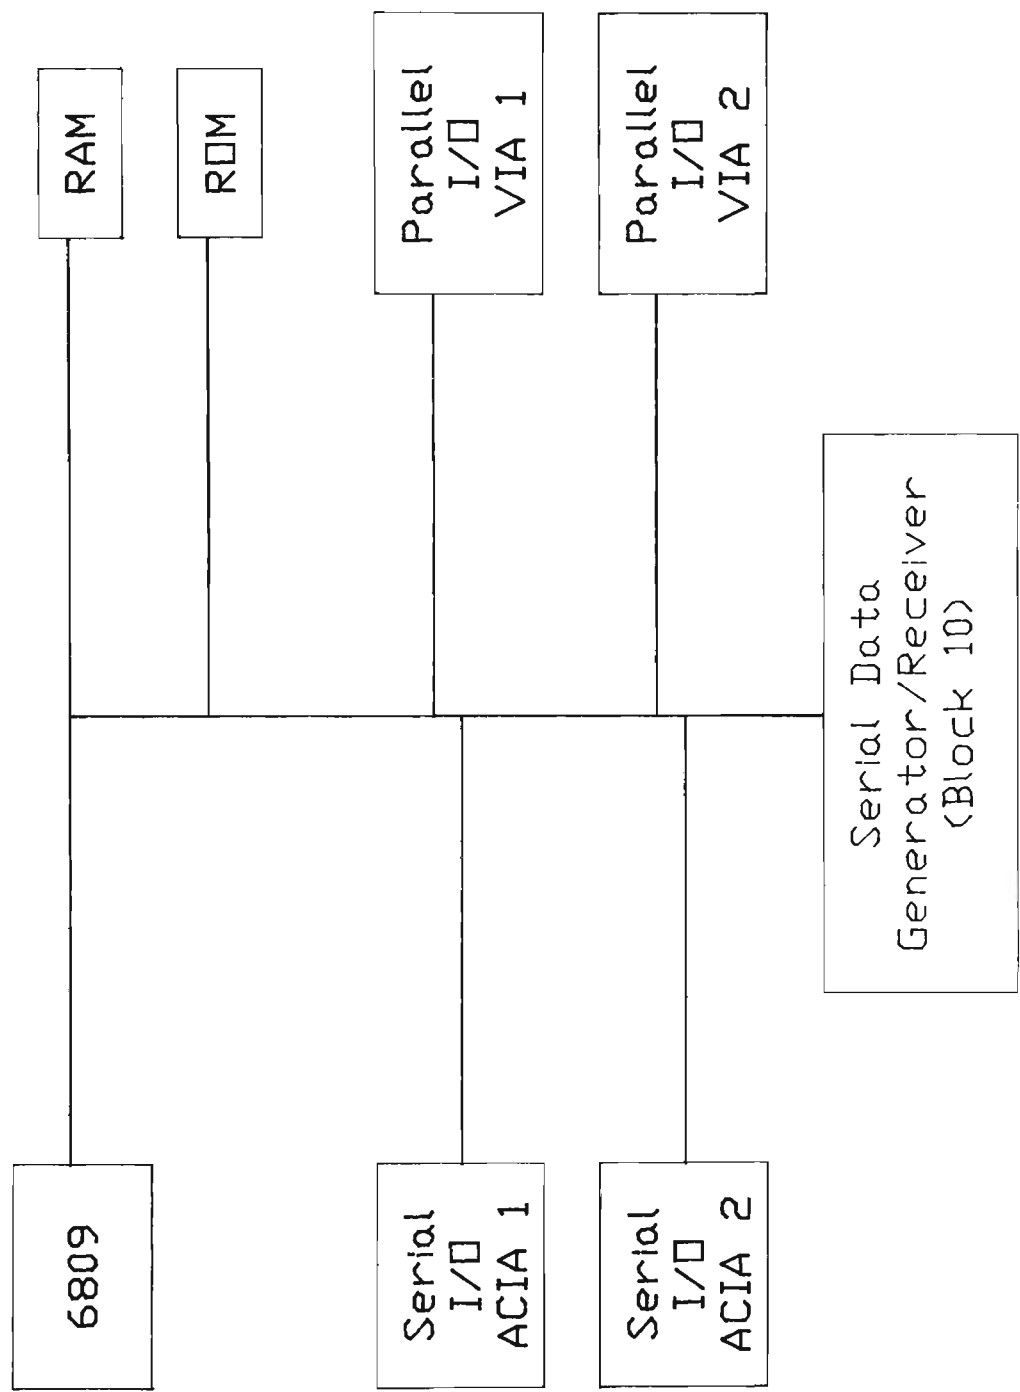 6809
RAM
ROM
Serial
I/O
ACIA 1
Parallel
I/O
VIA 1
Serial
I/O
ACIA 2
Parallel
I/O
VIA 2
Serial Data
Generator/Receiver
(Block 10)